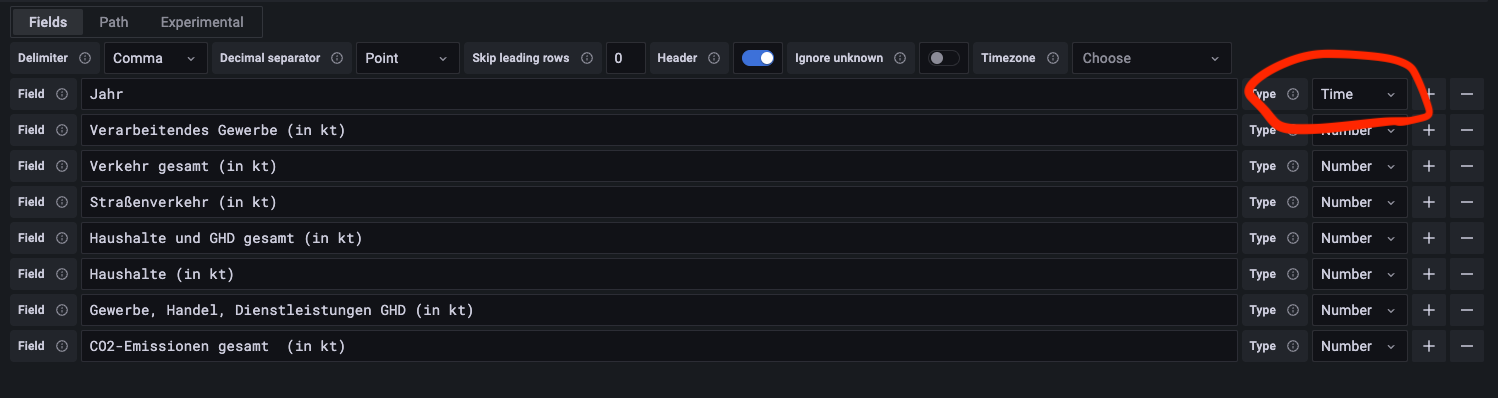 Fields Path Experimental
Delimiter Comma Decimal separator Point Skip leading rows 0 Header Ignore unknown Timezone Choose
Field Jahr Type Time
Field Verarbeitendes Gewerbe (in kt) Type Number
Field Verkehr gesamt (in kt) Type Number
Field Straßenverkehr (in kt) Type Number
Field Haushalte und GHD gesamt (in kt) Type Number
Field Haushalte (in kt) Type Number
Field Gewerbe, Handel, Dienstleistungen GHD (in kt) Type Number
Field CO2-Emissionen gesamt  (in kt) Type Number